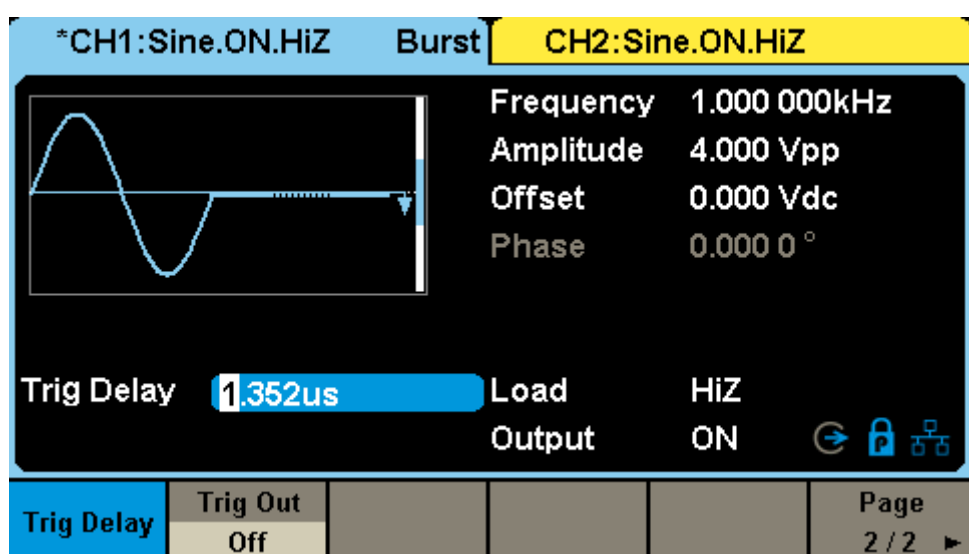 *CH1:Sine.ON.HiZ Burst CH2:Sine.ON.HiZ
Frequency 1.000 000kHz
Amplitude 4.000 Vpp
Offset 0.000 Vdc
Phase 0.000 0 °
Trig Delay 1.352us Load HiZ
Output ON P
Trig Delay Trig Out Page
Off 2 / 2 ►